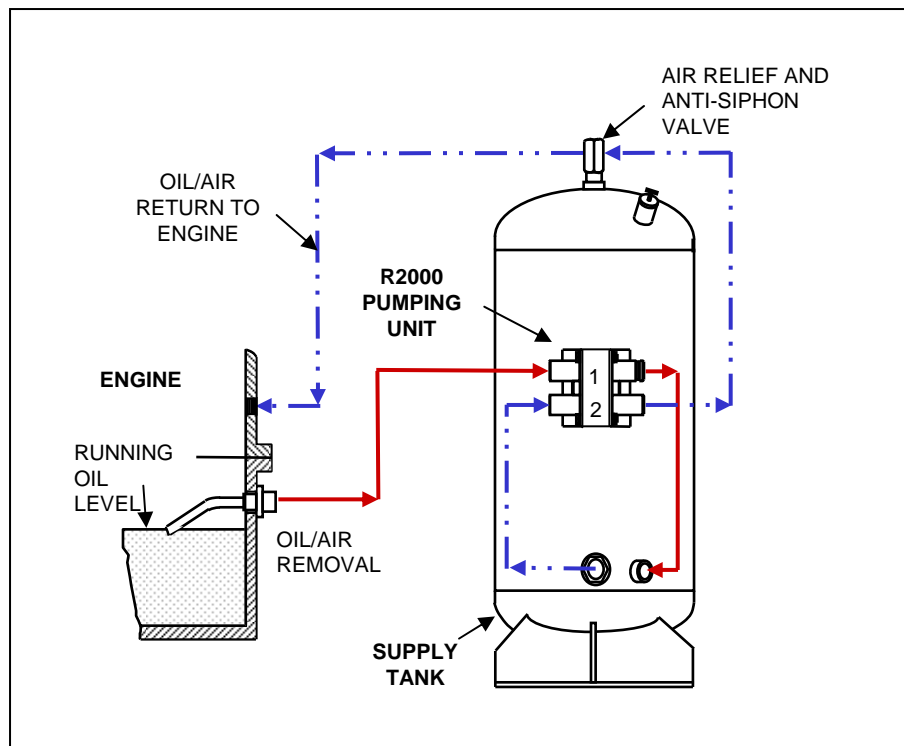 AIR RELIEF AND
ANTI-SIPHON
VALVE
OIL/AIR
RETURN TO
ENGINE
R2000
PUMPING
UNIT
1
2
ENGINE
RUNNING
OIL
LEVEL
OIL/AIR
REMOVAL
SUPPLY
TANK